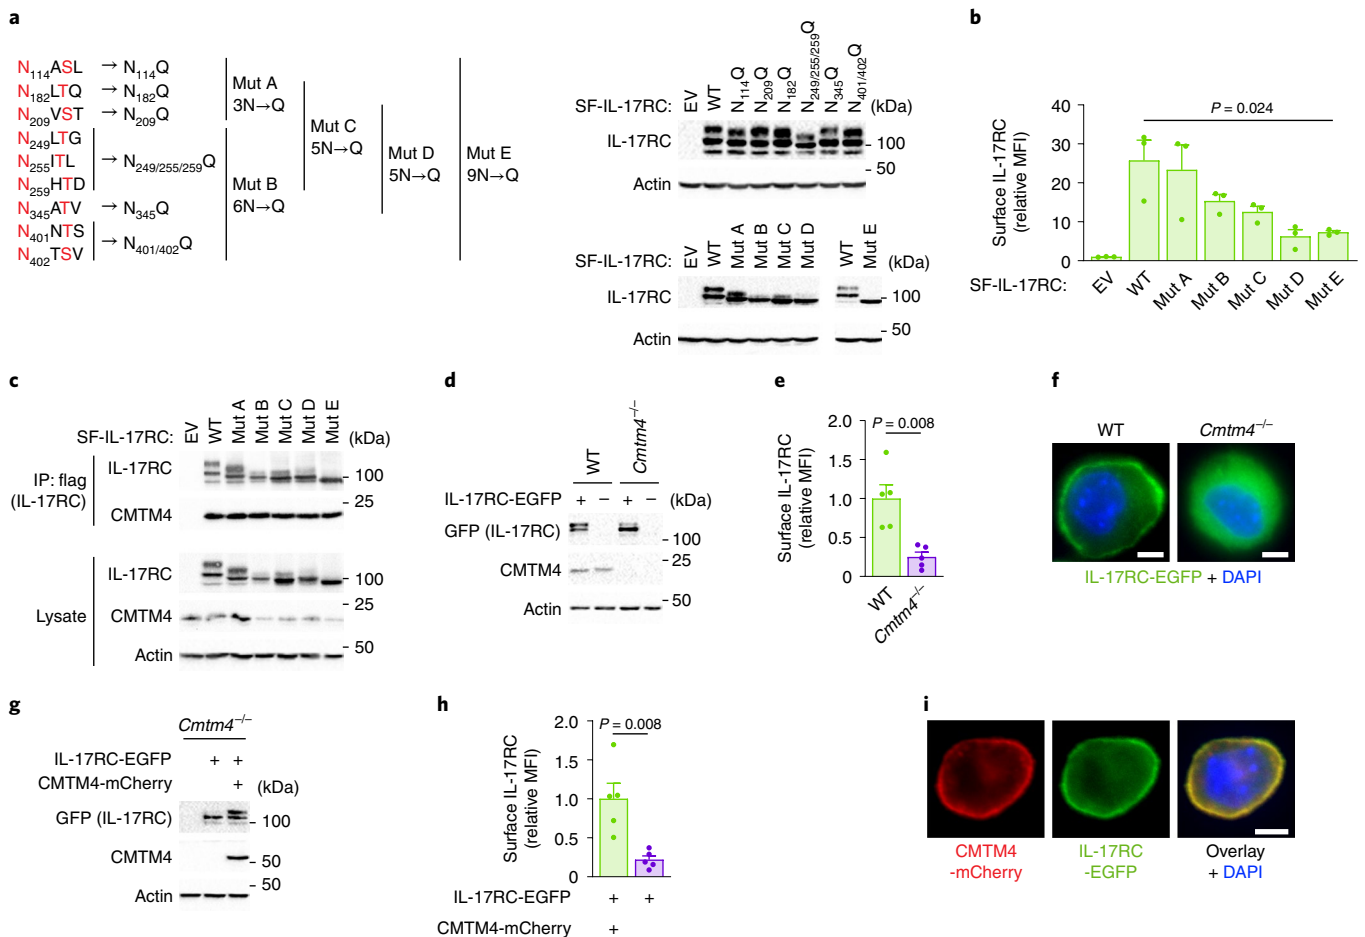 a
N114ASL → N114Q
N182LTQ → N182Q
N209VST → N209Q
N249LTG
N255ITL → N249/255/259Q
N259HTD
N345ATV → N345Q
N401NTS
N402TSV → N401/402Q
Mut A
3N→Q
Mut B
6N→Q
Mut C
5N→Q
Mut D
5N→Q
Mut E
9N→Q
SF-IL-17RC: EV WT N114Q N209Q N182Q N249/255/259Q N345Q N401/402Q (kDa)
IL-17RC
100
50
Actin
SF-IL-17RC: EV WT Mut A Mut B Mut C Mut D WT Mut E (kDa)
IL-17RC
100
50
Actin
b
P = 0.024
Surface IL-17RC
(relative MFI)
40
30
20
10
0
SF-IL-17RC: EV WT Mut A Mut B Mut C Mut D Mut E
c
SF-IL-17RC: EV WT Mut A Mut B Mut C Mut D Mut E (kDa)
IP: flag
(IL-17RC)
IL-17RC
100
25
CMTM4
Lysate
IL-17RC
100
25
CMTM4
50
Actin
d
WT Cmtm4–/–
IL-17RC-EGFP + – + – (kDa)
GFP (IL-17RC)
100
25
CMTM4
50
Actin
e
Surface IL-17RC
(relative MFI)
2.0
1.5
1.0
0.5
0
P = 0.008
WT Cmtm4–/–
f
WT Cmtm4–/–
IL-17RC-EGFP + DAPI
g
Cmtm4–/–
IL-17RC-EGFP + +
CMTM4-mCherry + (kDa)
GFP (IL-17RC)
100
CMTM4
50
50
Actin
h
Surface IL-17RC
(relative MFI)
2.0
1.5
1.0
0.5
0
P = 0.008
IL-17RC-EGFP + +
CMTM4-mCherry +
i
CMTM4
-mCherry
IL-17RC
-EGFP
Overlay
+ DAPI